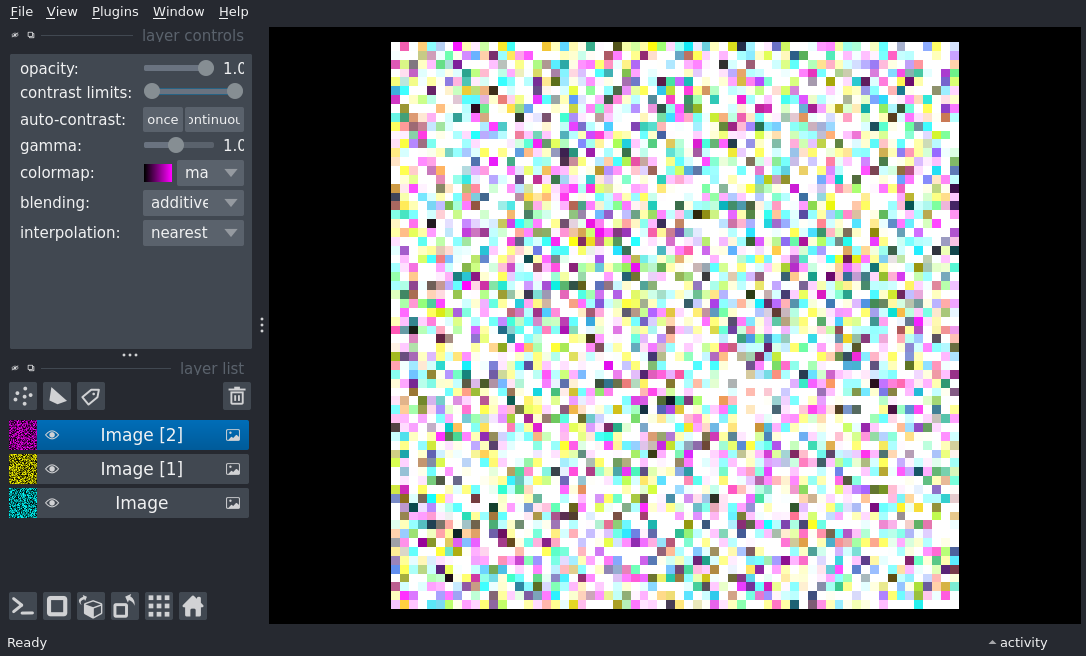 File View Plugins Window Help
layer controls
opacity: 1.0
contrast limits:
auto-contrast: once ontinuou
gamma: 1.0
colormap: ma
blending: additive
interpolation: nearest
layer list
Image [2]
Image [1]
Image
Ready activity